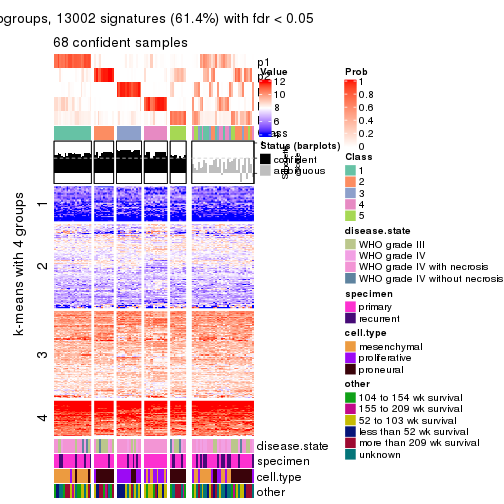 ogroups, 13002 signatures (61.4%) with fdr < 0.05
68 confident samples
p1
Value
12
10
8
6
Status (barplots)
confident
ambiguous
k-means with 4 groups
1
2
3
4
disease.state
specimen
cell.type
other
Prob
1
0.8
0.6
0.4
0.2
0
Class
1
2
3
4
5
disease.state
WHO grade III
WHO grade IV
WHO grade IV with necrosis
WHO grade IV without necrosis
specimen
primary
recurrent
cell.type
mesenchymal
proliferative
proneural
other
104 to 154 wk survival
155 to 209 wk survival
52 to 103 wk survival
less than 52 wk survival
more than 209 wk survival
unknown